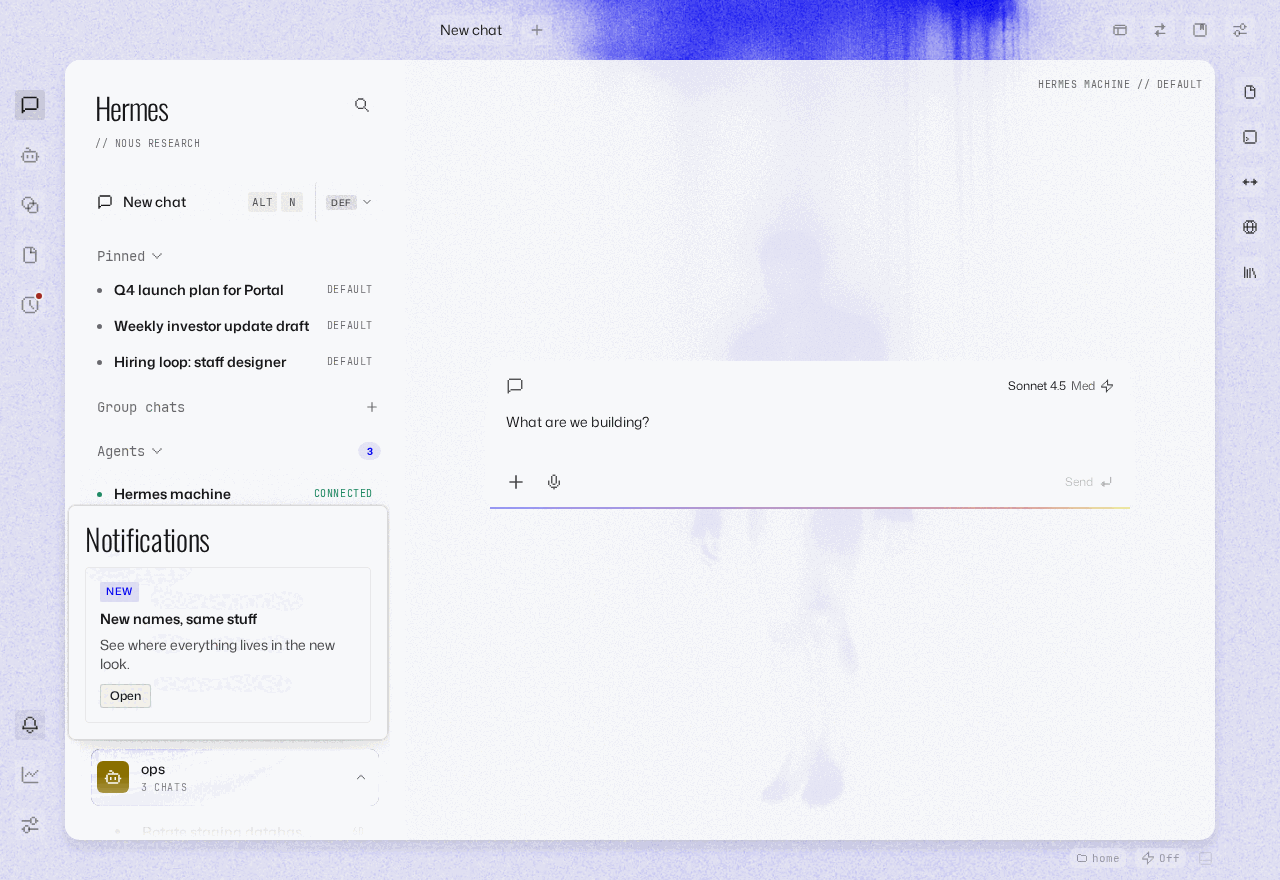 New chat
HERMES MACHINE // DEFAULT
Hermes
// NOUS RESEARCH
New chat ALT N DEF
Pinned
Q4 launch plan for Portal DEFAULT
Weekly investor update draft DEFAULT
Hiring loop: staff designer DEFAULT
Group chats
Agents 3
Hermes machine CONNECTED
Notifications
NEW
New names, same stuff
See where everything lives in the new
look.
Open
ops
3 CHATS
Rotate staging databas
Sonnet 4.5 Med
What are we building?
Send
home Off